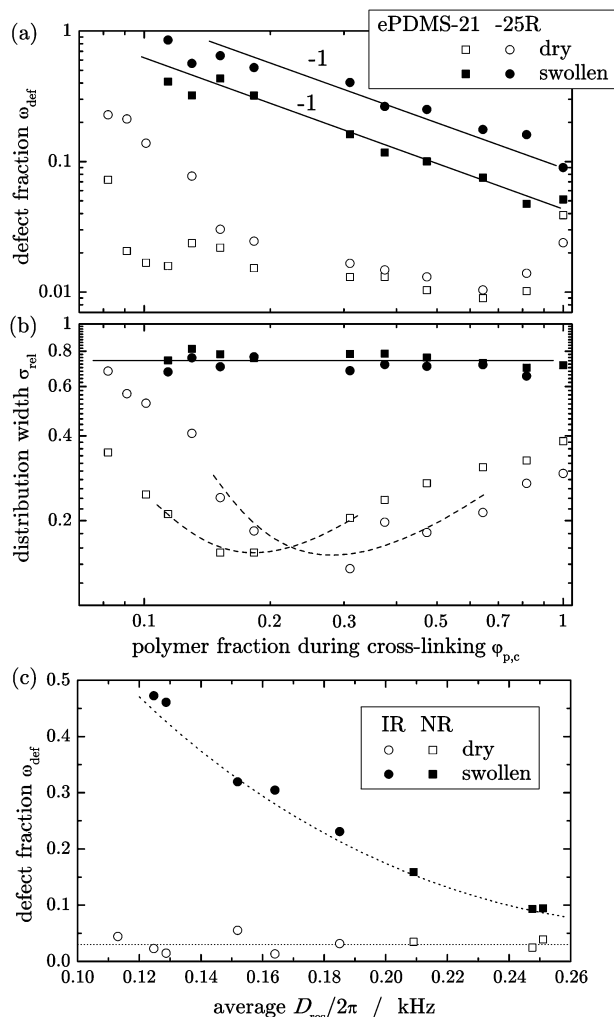 (a)
ePDMS-21 -25R
dry
swollen
-1
-1
defect fraction ω_def
1
0.1
0.01
(b)
distribution width σ_rel
1
0.8
0.6
0.4
0.2
0.1 0.2 0.3 0.5 0.7 1
polymer fraction during cross-linking φ_p,c
(c)
IR NR
dry
swollen
defect fraction ω_def
0.5
0.4
0.3
0.2
0.1
0.0
0.10 0.12 0.14 0.16 0.18 0.20 0.22 0.24 0.26
average D_res/2π / kHz